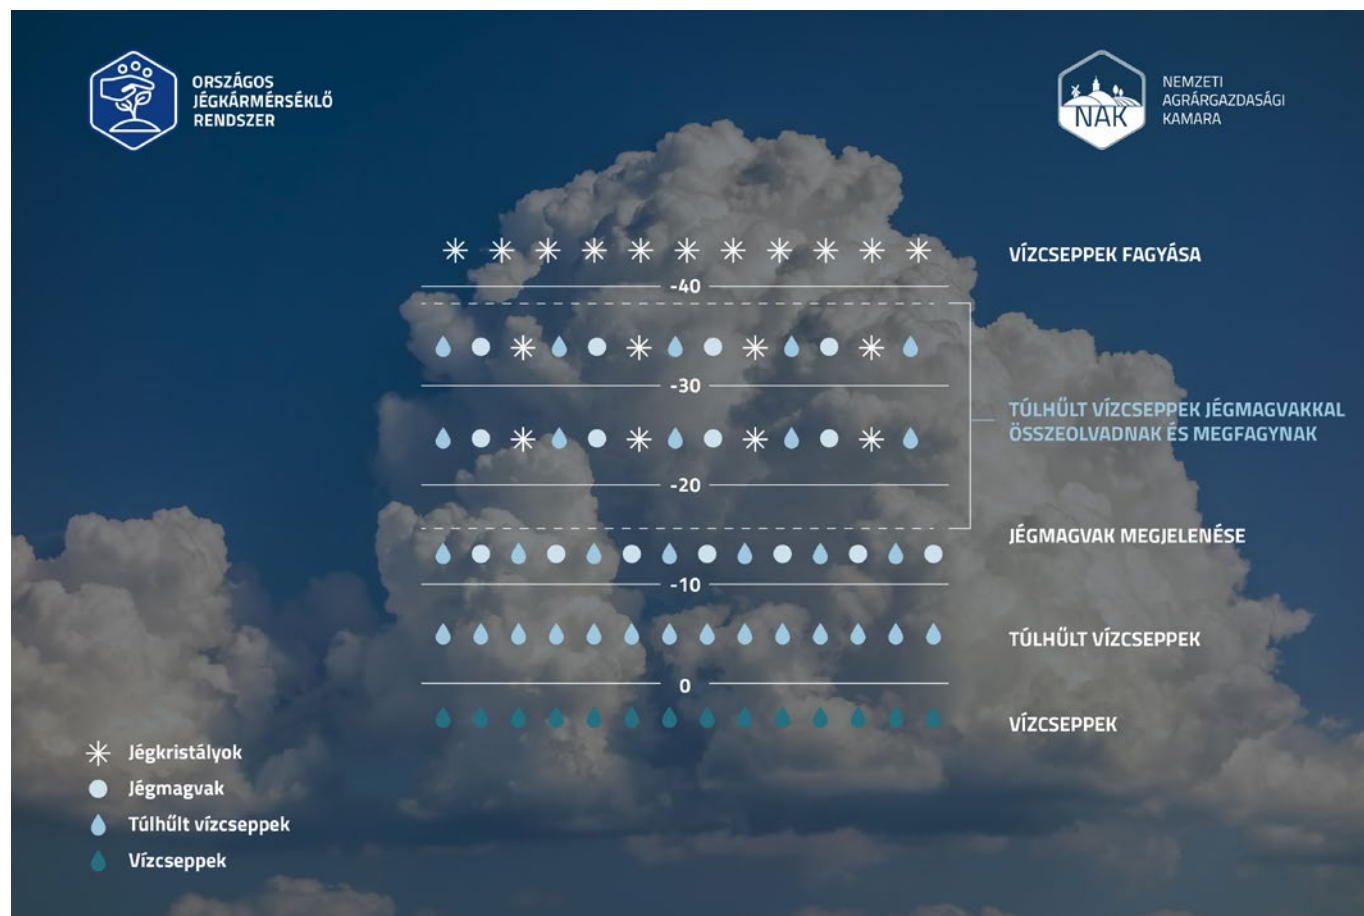 ORSZÁGOS
JÉGKÁRMÉRSÉKLŐ
RENDSZER
NAK
NEMZETI
AGRÁRGAZDASÁGI
KAMARA
VÍZCSEPPEK FAGYÁSA
-40
-30
TÚLHŰLT VÍZCSEPPEK JÉGMAGVAKKAL
ÖSSZEOLVADNAK ÉS MEGFAGYNAK
-20
JÉGMAGVAK MEGJELENÉSE
-10
TÚLHŰLT VÍZCSEPPEK
0
VÍZCSEPPEK
Jégkristályok
Jégmagvak
Túlhűlt vízcseppek
Vízcseppek